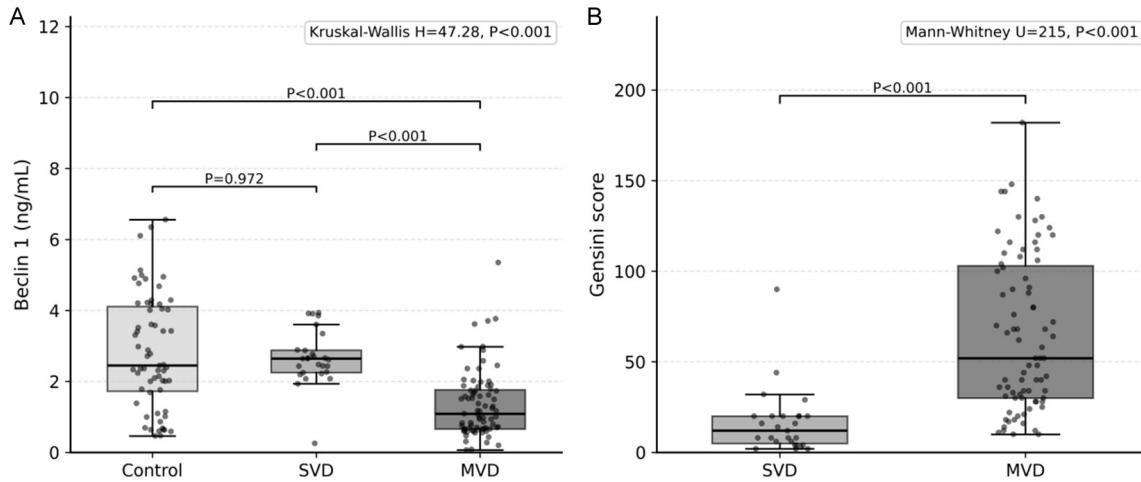 A
Kruskal-Wallis H=47.28, P<0.001
P<0.001
P<0.001
P=0.972
Beclin 1 (ng/mL)
12
10
8
6
4
2
0
Control SVD MVD
B
Mann-Whitney U=215, P<0.001
P<0.001
Gensini score
200
150
100
50
0
SVD MVD